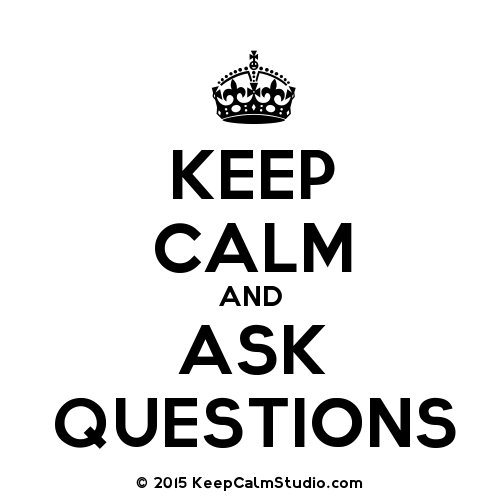 KEEP
CALM
AND
ASK
QUESTIONS
© 2015 KeepCalmStudio.com